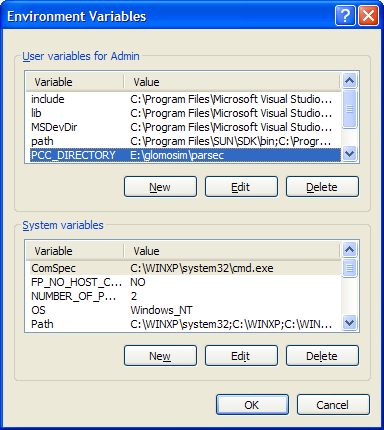 Environment Variables
User variables for Admin
Variable Value
include C:\Program Files\Microsoft Visual Studio...
lib C:\Program Files\Microsoft Visual Studio...
MSDevDir C:\Program Files\Microsoft Visual Studio...
path C:\Program Files\SUN\SDK\bin;C:\Progr...
PCC_DIRECTORY E:\glomosim\parsec
New Edit Delete
System variables
Variable Value
ComSpec C:\WINXP\system32\cmd.exe
FP_NO_HOST_C... NO
NUMBER_OF_P... 2
OS Windows_NT
Path C:\WINXP\system32;C:\WINXP;C:\WIN...
New Edit Delete
OK Cancel